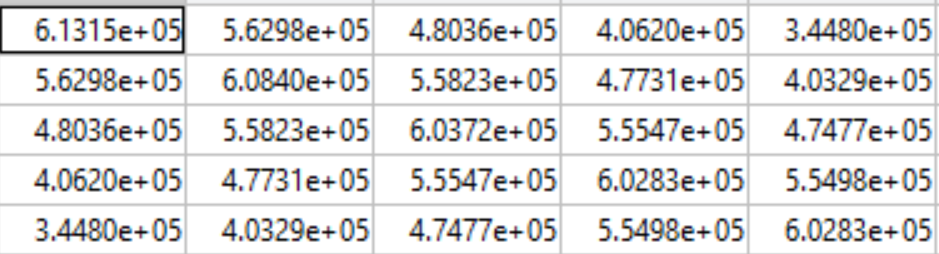 6.1315e+05 5.6298e+05 4.8036e+05 4.0620e+05 3.4480e+05
5.6298e+05 6.0840e+05 5.5823e+05 4.7731e+05 4.0329e+05
4.8036e+05 5.5823e+05 6.0372e+05 5.5547e+05 4.7477e+05
4.0620e+05 4.7731e+05 5.5547e+05 6.0283e+05 5.5498e+05
3.4480e+05 4.0329e+05 4.7477e+05 5.5498e+05 6.0283e+05